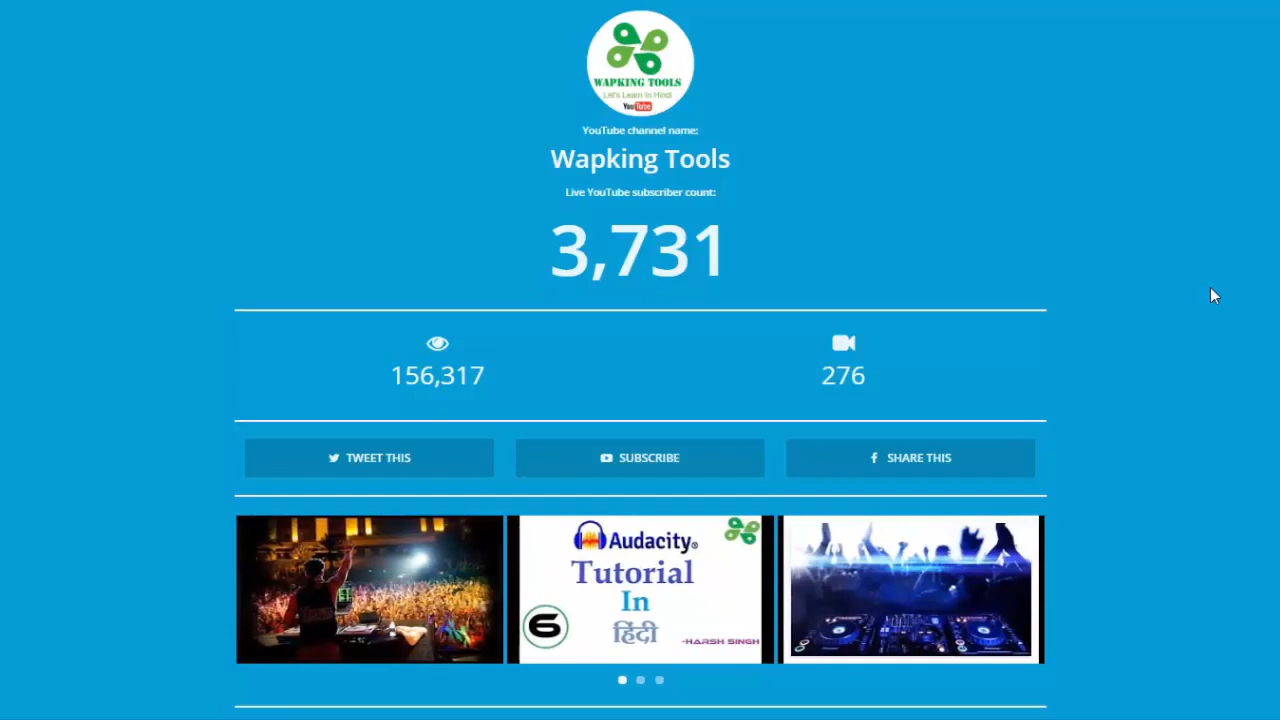 WAPKING TOOLS
Let's Learn In Hindi
YouTube
YouTube channel name:
Wapking Tools
Live YouTube subscriber count:
3,731
156,317
276
TWEET THIS
SUBSCRIBE
SHARE THIS
Audacity®
Tutorial
In
हिंदी
6
-HARSH SINGH